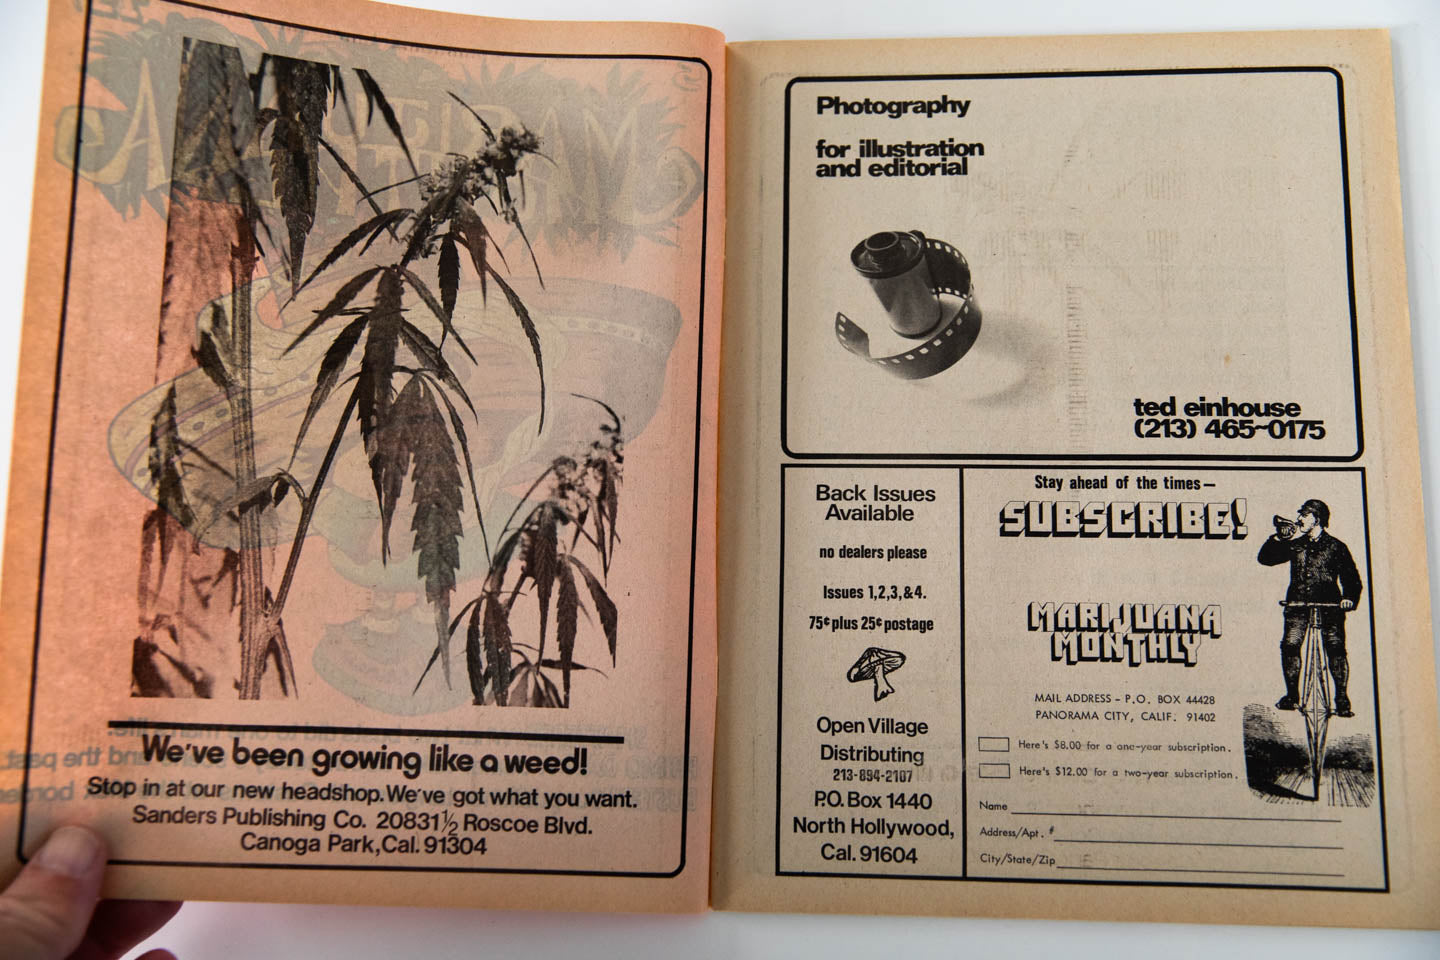 We've been growing like a weed!
Stop in at our new headshop. We've got what you want.
Sanders Publishing Co. 20831½ Roscoe Blvd.
Canoga Park, Cal. 91304
Photography
for illustration
and editorial
ted einhouse
(213) 465-0175
Back Issues
Available
no dealers please
Issues 1,2,3,&4.
75¢ plus 25¢ postage
Open Village
Distributing
213-894-2107
P.O. Box 1440
North Hollywood,
Cal. 91604
Stay ahead of the times—
SUBSCRIBE!
MARIJUANA
MONTHLY
MAIL ADDRESS - P.O. BOX 44428
PANORAMA CITY, CALIF. 91402
Here's $8.00 for a one-year subscription.
Here's $12.00 for a two-year subscription.
Name
Address/Apt. #
City/State/Zip